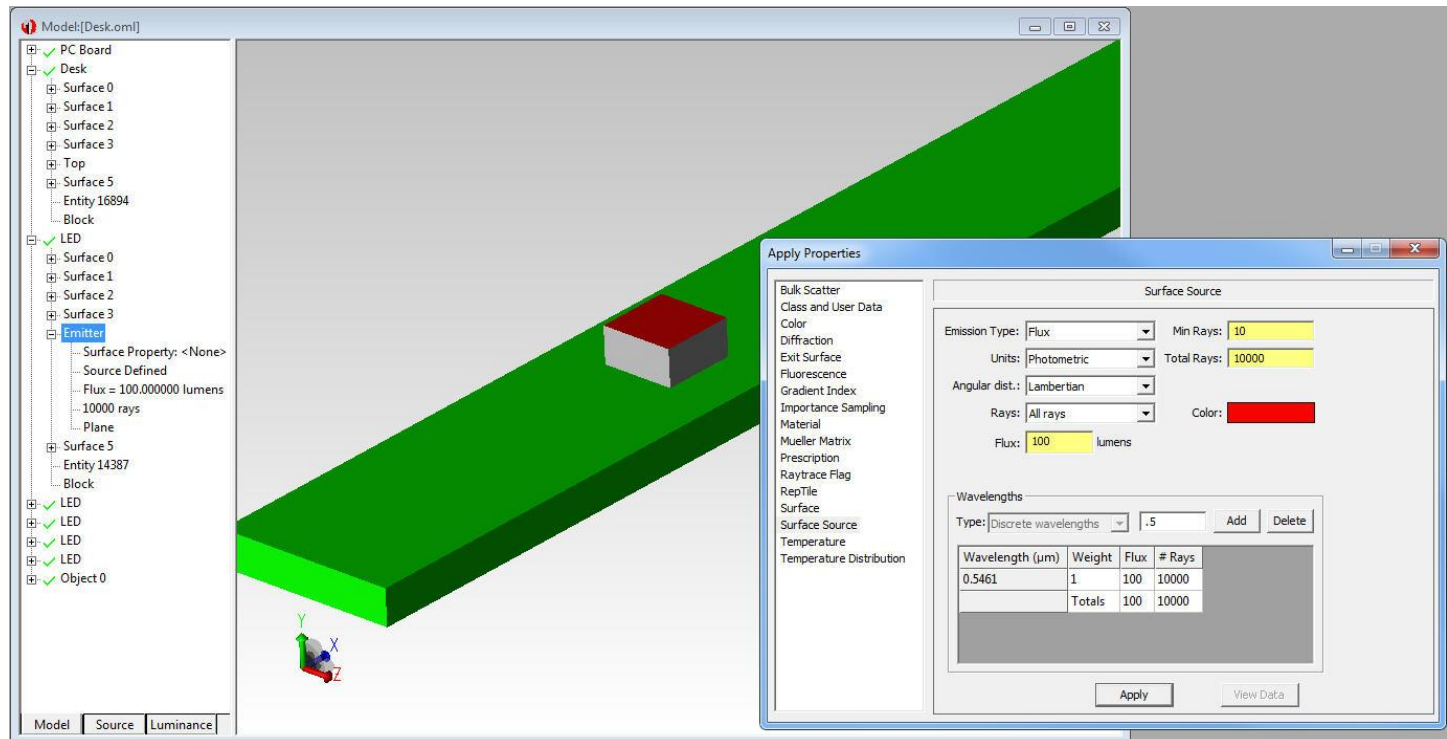 Model:[Desk.oml]
PC Board
Desk
Surface 0
Surface 1
Surface 2
Surface 3
Top
Surface 5
Entity 16894
Block
LED
Surface 0
Surface 1
Surface 2
Surface 3
Emitter
Surface Property: <None>
Source Defined
Flux = 100.000000 lumens
10000 rays
Plane
Surface 5
Entity 14387
Block
LED
LED
LED
LED
Object 0
Model Source Luminance
Y
X
Z
Apply Properties
Bulk Scatter
Class and User Data
Color
Diffraction
Exit Surface
Fluorescence
Gradient Index
Importance Sampling
Material
Mueller Matrix
Prescription
Raytrace Flag
RepTile
Surface
Surface Source
Temperature
Temperature Distribution
Surface Source
Emission Type: Flux Min Rays: 10
Units: Photometric Total Rays: 10000
Angular dist.: Lambertian
Rays: All rays Color:
Flux: 100 lumens
Wavelengths
Type: Discrete wavelengths .5 Add Delete
Wavelength (µm) Weight Flux # Rays
0.5461 1 100 10000
Totals 100 10000
Apply View Data